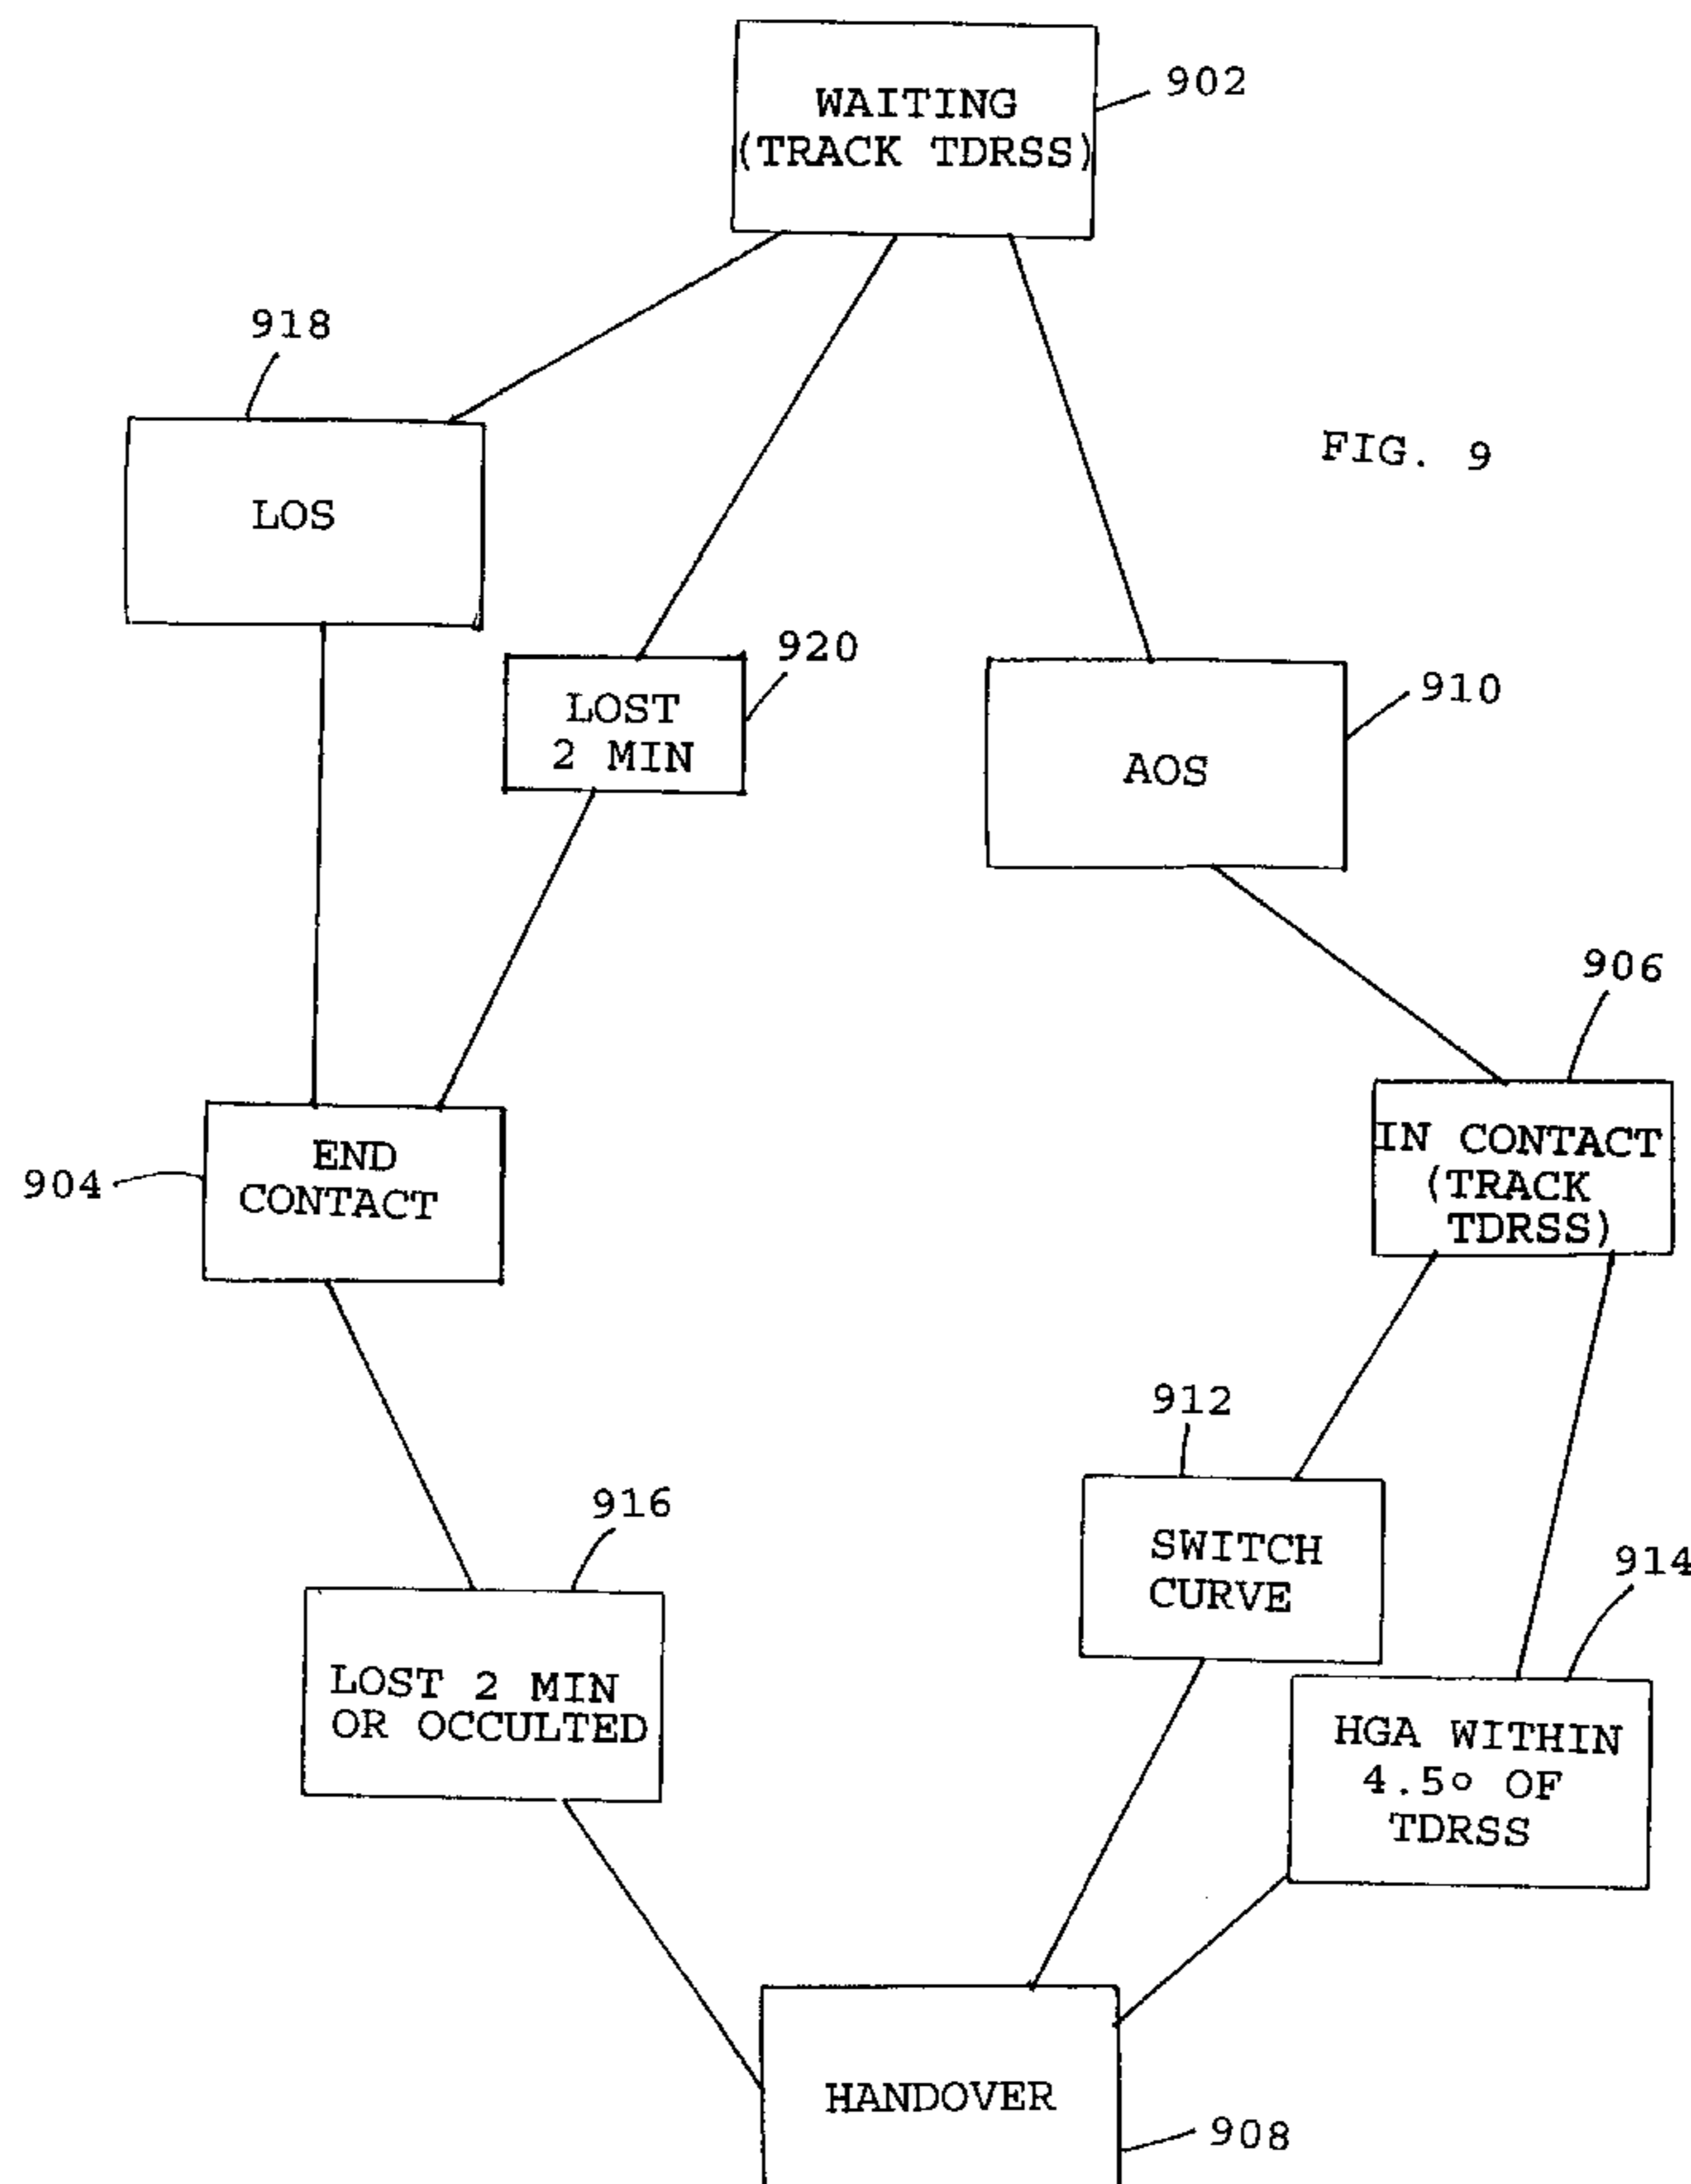 WAITING
(TRACK TDRSS)
902
918
LOS
FIG. 9
920
LOST
2 MIN
910
AOS
906
IN CONTACT
(TRACK
TDRSS)
904
END
CONTACT
912
SWITCH
CURVE
916
LOST 2 MIN
OR OCCULTED
914
HGA WITHIN
4.5° OF
TDRSS
HANDOVER
908